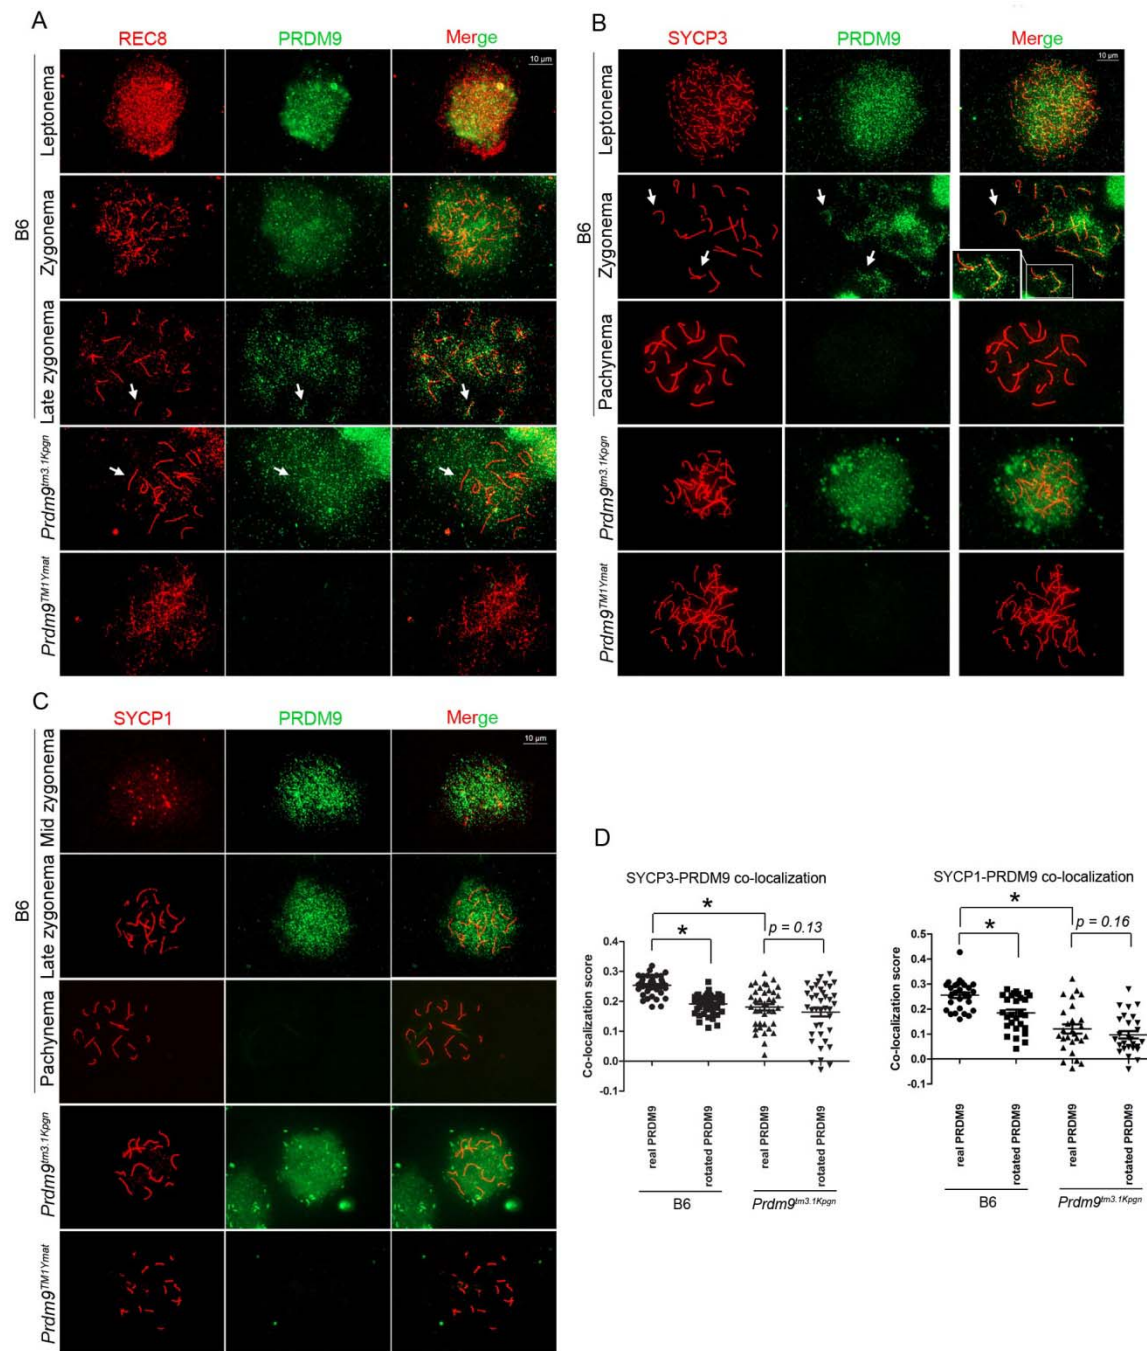 A
REC8 PRDM9 Merge
10 µm
B6
Leptonema
Zygonema
Late zygonema
Prdm9tm3.1Kpgn
Prdm9TM1Ymat
B
SYCP3 PRDM9 Merge
10 µm
B6
Leptonema
Zygonema
Pachynema
Prdm9tm3.1Kpgn
Prdm9TM1Ymat
C
SYCP1 PRDM9 Merge
10 µm
B6
Mid zygonema
Late zygonema
Pachynema
Prdm9tm3.1Kpgn
Prdm9TM1Ymat
D
SYCP3-PRDM9 co-localization
*
*
p = 0.13
Co-localization score
0.4
0.3
0.2
0.1
0.0
-0.1
real PRDM9
rotated PRDM9
real PRDM9
rotated PRDM9
B6
Prdm9tm3.1Kpgn
SYCP1-PRDM9 co-localization
*
*
p = 0.16
Co-localization score
0.5
0.4
0.3
0.2
0.1
0.0
-0.1
real PRDM9
rotated PRDM9
real PRDM9
rotated PRDM9
B6
Prdm9tm3.1Kpgn